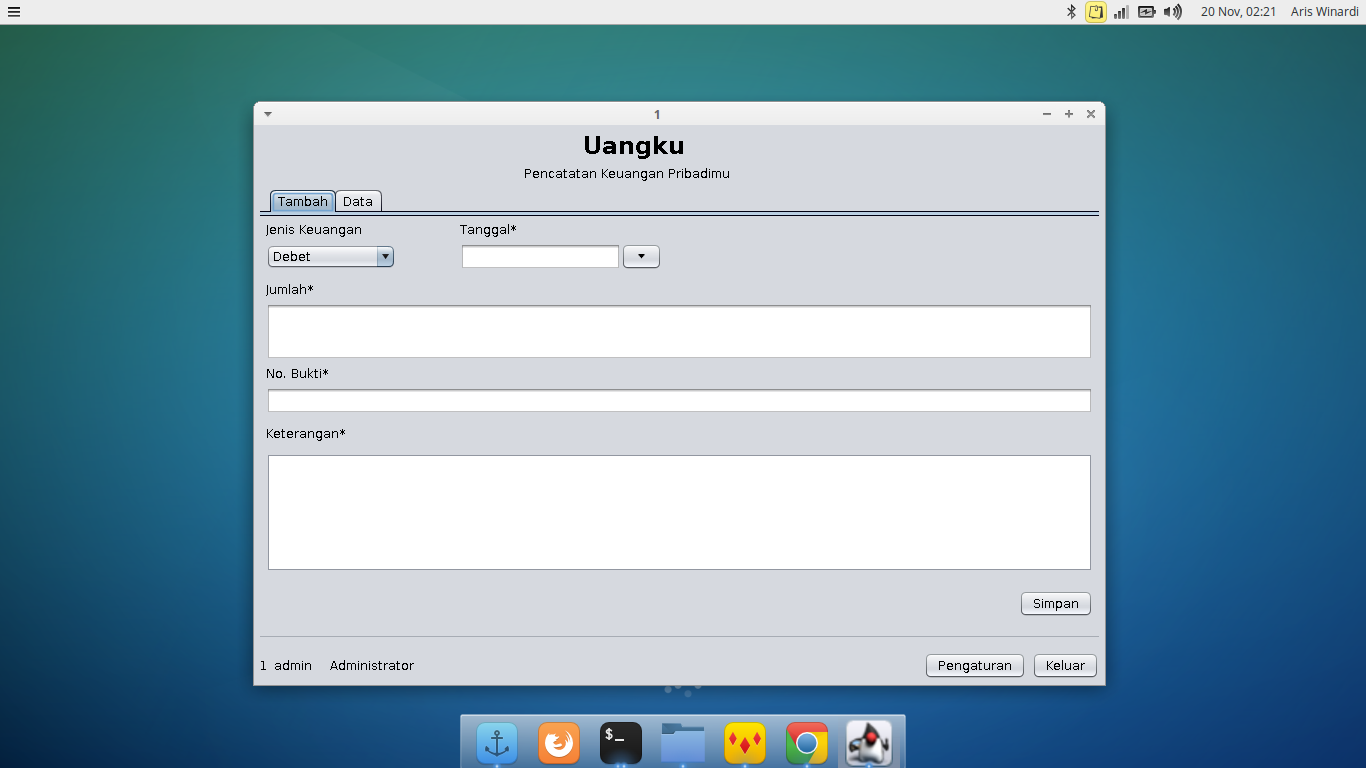 20 Nov, 02:21 Aris Winardi
1
Uangku
Pencatatan Keuangan Pribadimu
Tambah Data
Jenis Keuangan Tanggal*
Debet
Jumlah*
No. Bukti*
Keterangan*
Simpan
1 admin Administrator Pengaturan Keluar
$_